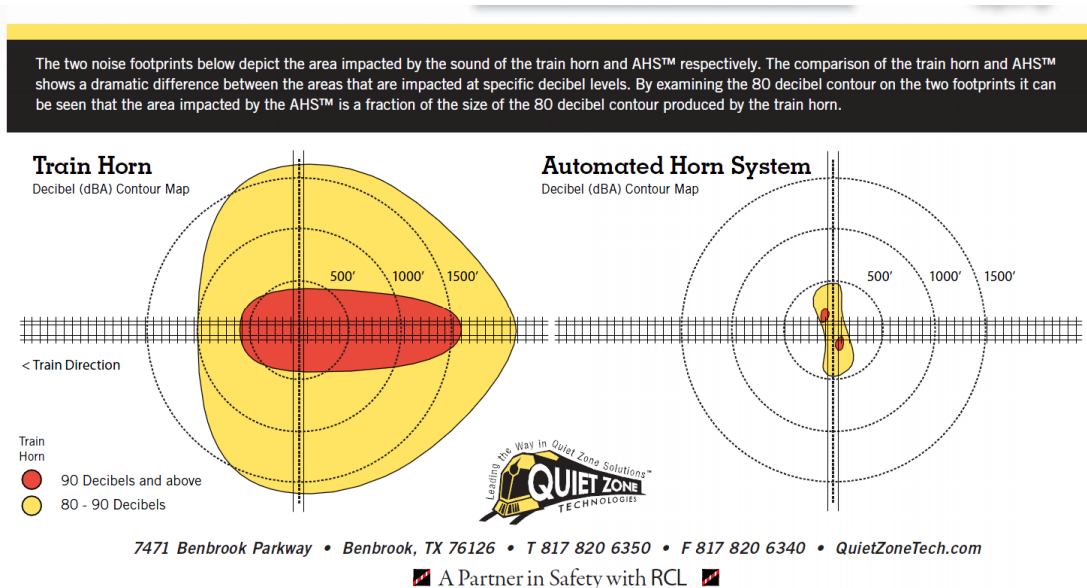 The two noise footprints below depict the area impacted by the sound of the train horn and AHS™ respectively. The comparison of the train horn and AHS™
shows a dramatic difference between the areas that are impacted at specific decibel levels. By examining the 80 decibel contour on the two footprints it can
be seen that the area impacted by the AHS™ is a fraction of the size of the 80 decibel contour produced by the train horn.
Train Horn
Decibel (dBA) Contour Map
500' 1000' 1500'
< Train Direction
Train
Horn
90 Decibels and above
80 - 90 Decibels
Automated Horn System
Decibel (dBA) Contour Map
500' 1000' 1500'
Leading the Way in Quiet Zone Solutions™
QUIET ZONE
TECHNOLOGIES
7471 Benbrook Parkway • Benbrook, TX 76126 • T 817 820 6350 • F 817 820 6340 • QuietZoneTech.com
A Partner in Safety with RCL